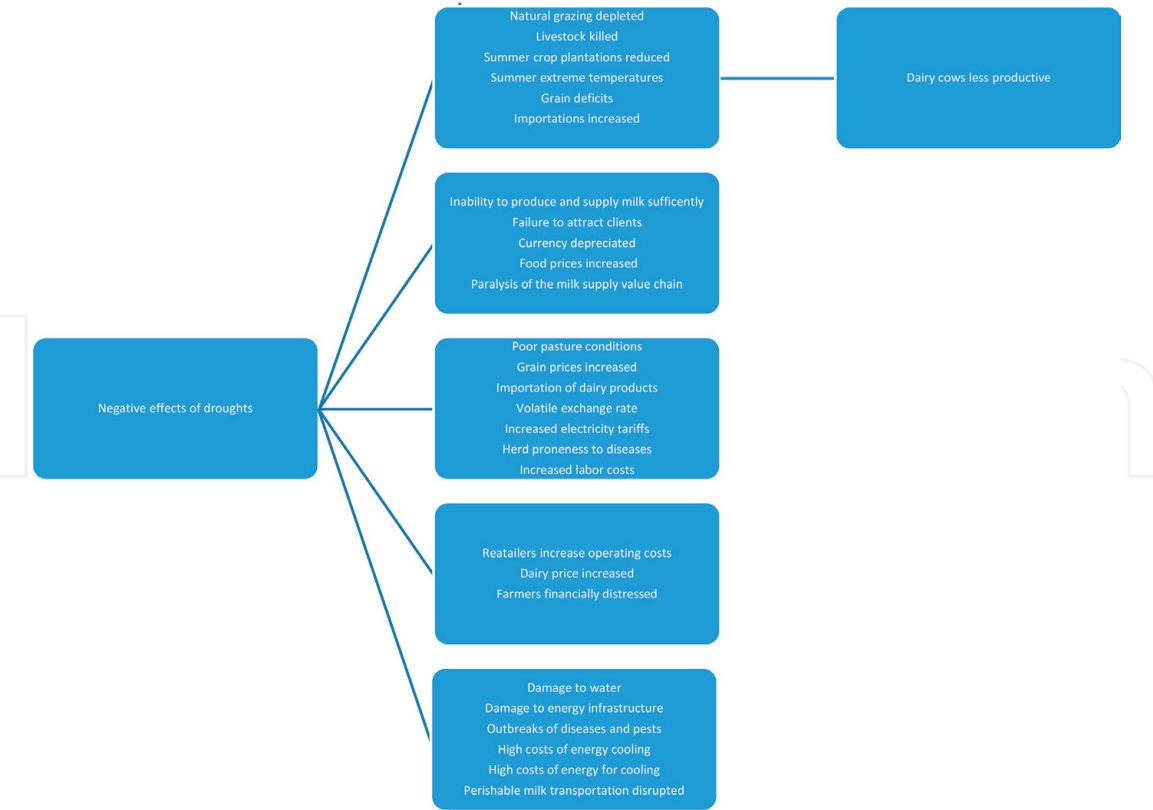 Negative effects of droughts
Natural grazing depleted
Livestock killed
Summer crop plantations reduced
Summer extreme temperatures
Grain deficits
Importations increased
Dairy cows less productive
Inability to produce and supply milk sufficently
Failure to attract clients
Currency depreciated
Food prices increased
Paralysis of the milk supply value chain
Poor pasture conditions
Grain prices increased
Importation of dairy products
Volatile exchange rate
Increased electricity tariffs
Herd proneness to diseases
Increased labor costs
Reatailers increase operating costs
Dairy price increased
Farmers financially distressed
Damage to water
Damage to energy infrastructure
Outbreaks of diseases and pests
High costs of energy cooling
High costs of energy for cooling
Perishable milk transportation disrupted